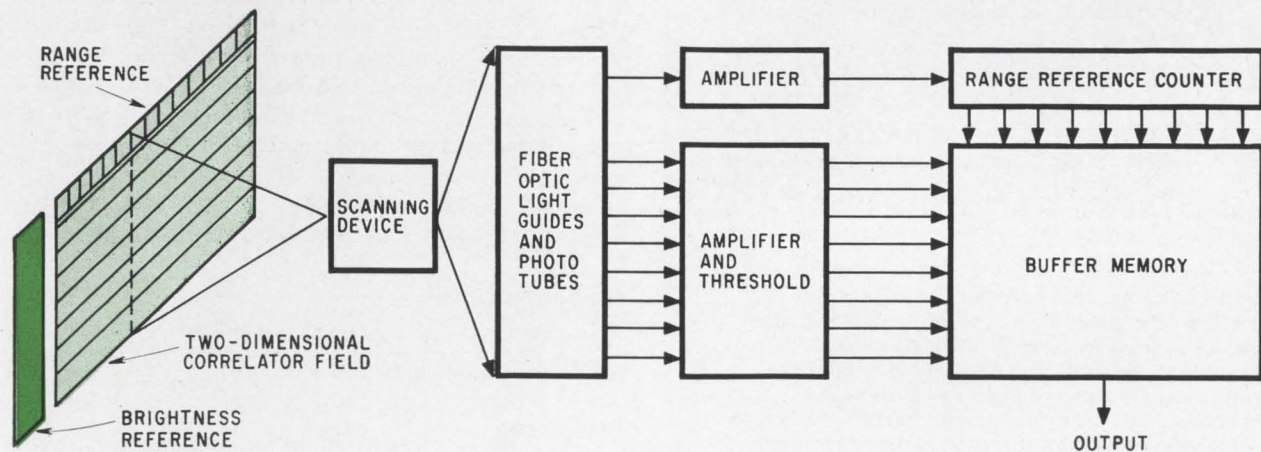 RANGE
REFERENCE
SCANNING
DEVICE
TWO-DIMENSIONAL
CORRELATOR FIELD
BRIGHTNESS
REFERENCE
FIBER
OPTIC
LIGHT
GUIDES
AND
PHOTO
TUBES
AMPLIFIER
RANGE REFERENCE COUNTER
AMPLIFIER
AND
THRESHOLD
BUFFER MEMORY
OUTPUT